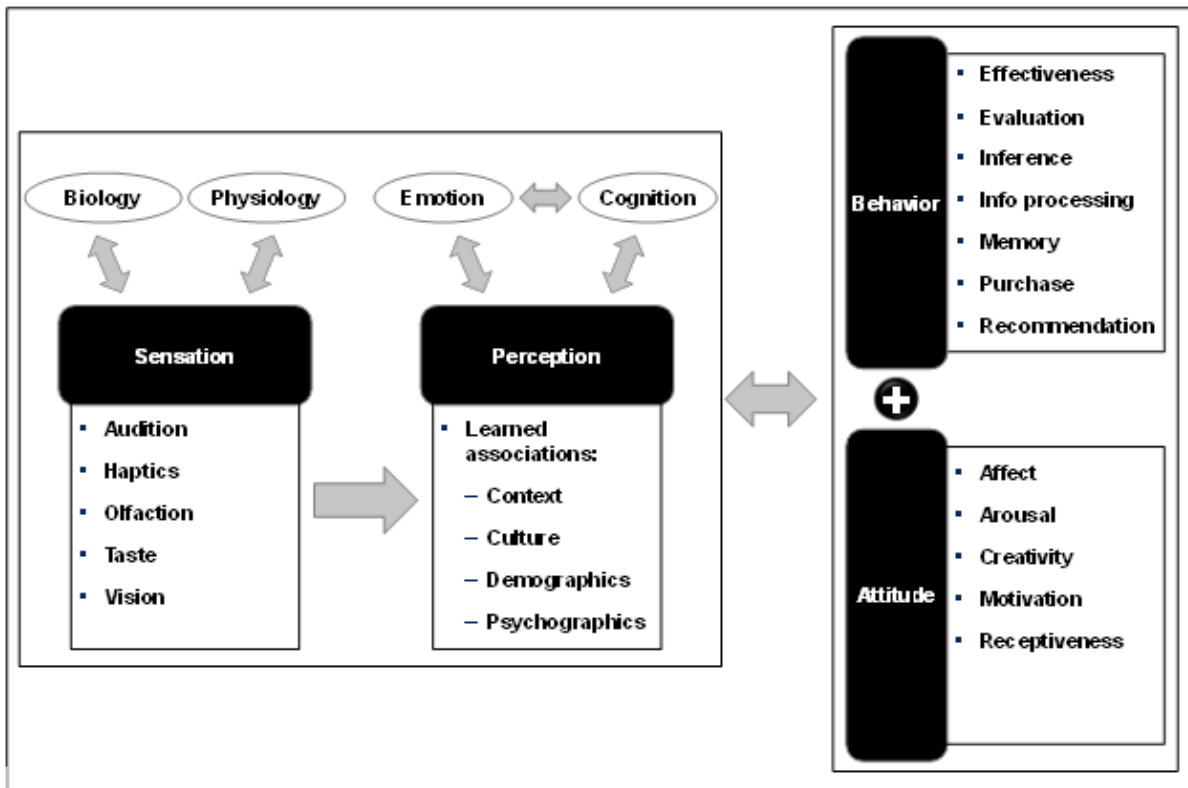 Biology
Physiology
Emotion
Cognition
Sensation
Audition
Haptics
Olfaction
Taste
Vision
Perception
Learned
associations:
– Context
– Culture
– Demographics
– Psychographics
Behavior
Effectiveness
Evaluation
Inference
Info processing
Memory
Purchase
Recommendation
Attitude
Affect
Arousal
Creativity
Motivation
Receptiveness